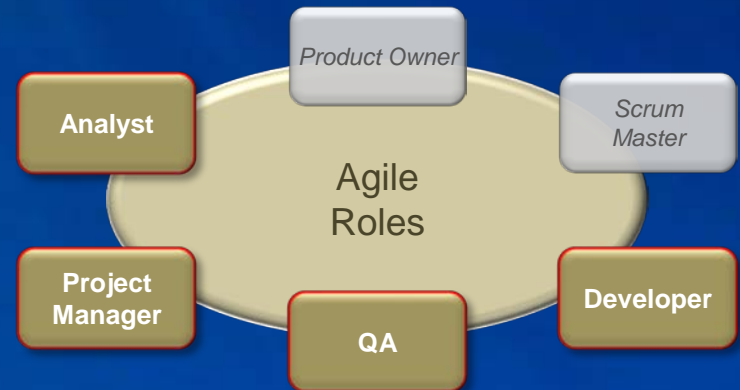 Product Owner
Analyst
Scrum
Master
Agile
Roles
Project
Manager
Developer
QA